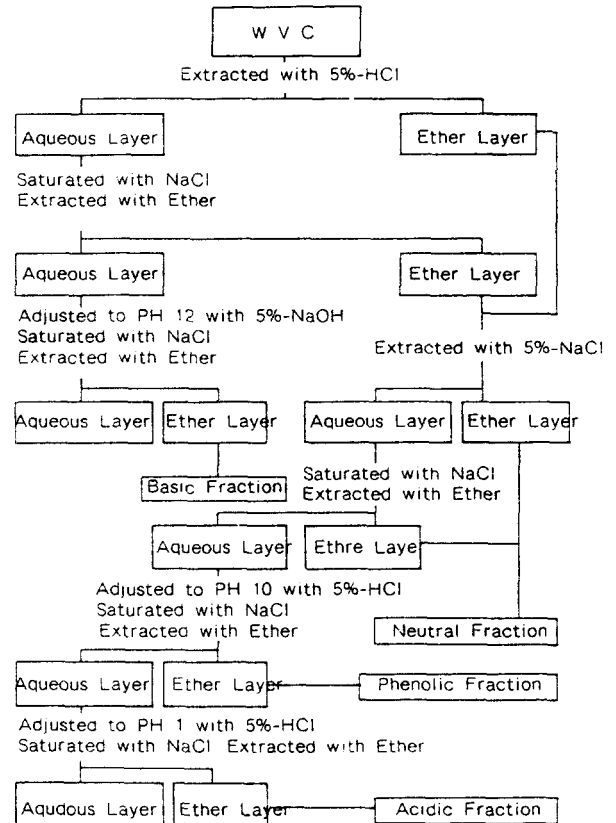 W V C
Extracted with 5%-HCl
Aqueous Layer
Ether Layer
Saturated with NaCl
Extracted with Ether
Aqueous Layer
Ether Layer
Adjusted to PH 12 with 5%-NaOH
Saturated with NaCl
Extracted with Ether
Extracted with 5%-NaCl
Aqueous Layer
Ether Layer
Aqueous Layer
Ether Layer
Basic Fraction
Saturated with NaCl
Extracted with Ether
Aqueous Layer
Ethre Laye
Adjusted to PH 10 with 5%-HCl
Saturated with NaCl
Extracted with Ether
Neutral Fraction
Aqueous Layer
Ether Layer
Phenolic Fraction
Adjusted to PH 1 with 5%-HCl
Saturated with NaCl Extracted with Ether
Aqudous Layer
Ether Layer
Acidic Fraction